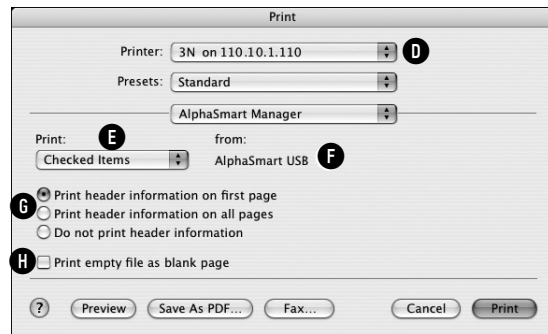 Print
Printer: 3N on 110.10.1.110 D
Presets: Standard
AlphaSmart Manager
Print: E from:
Checked Items AlphaSmart USB F
Print header information on first page
G Print header information on all pages
Do not print header information
H Print empty file as blank page
? Preview Save As PDF... Fax... Cancel Print